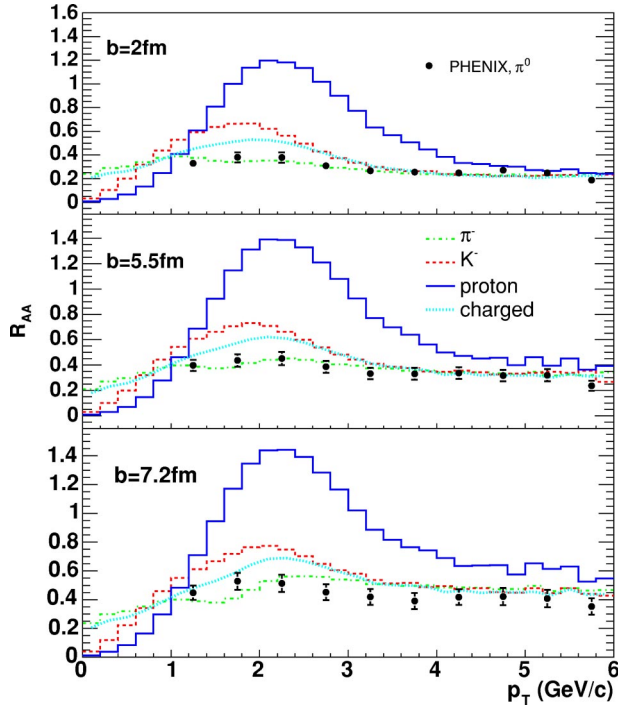 1.6
1.4
1.2
1
0.8
0.6
0.4
0.2
0
b=2fm
PHENIX, π⁰
1.4
1.2
1
0.8
0.6
0.4
0.2
0
b=5.5fm
π⁻
K⁻
proton
charged
R_AA
1.4
1.2
1
0.8
0.6
0.4
0.2
0
b=7.2fm
0 1 2 3 4 5 6
p_T (GeV/c)